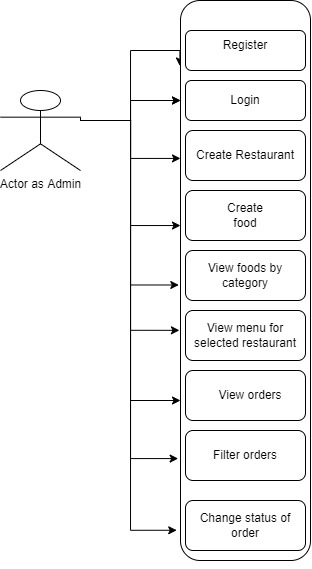 Register
Login
Actor as Admin
Create Restaurant
Create
food
View foods by
category
View menu for
selected restaurant
View orders
Filter orders
Change status of
order